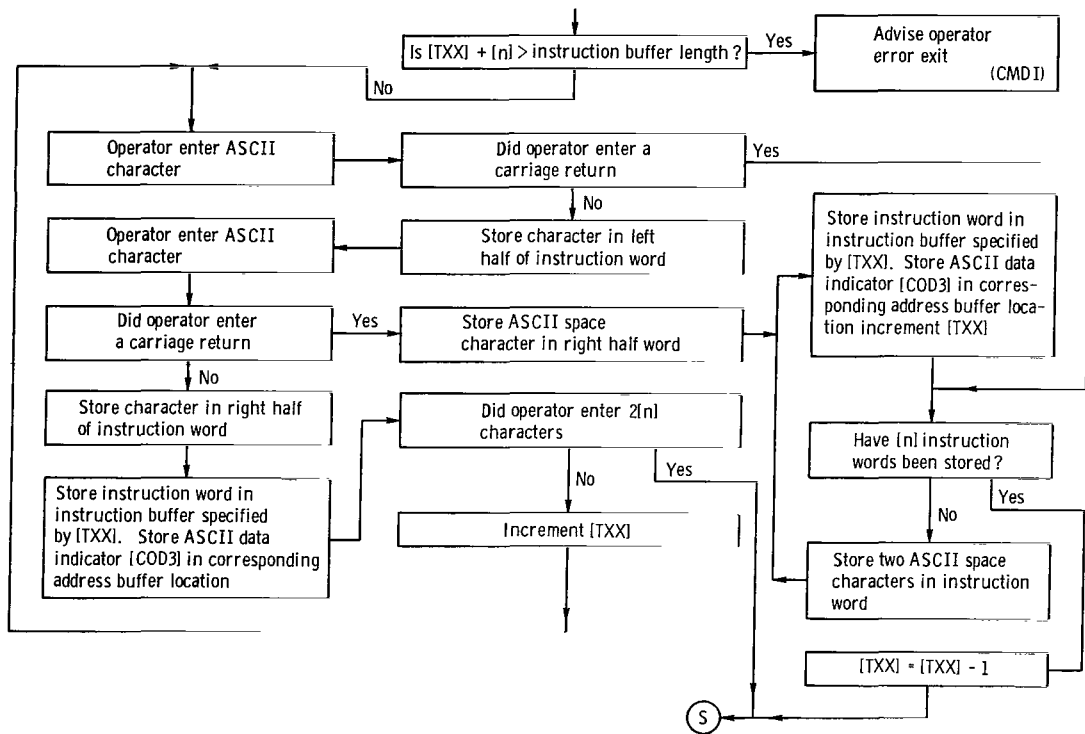 Is [TXX] + [n] > instruction buffer length ?
Yes
Advise operator
error exit
(CMDI)
No
Operator enter ASCII
character
Did operator enter a
carriage return
Yes
No
Operator enter ASCII
character
Store character in left
half of instruction word
Store instruction word in
instruction buffer specified
by [TXX]. Store ASCII data
indicator [COD3] in corres-
ponding address buffer loca-
tion increment [TXX]
Did operator enter
a carriage return
Yes
Store ASCII space
character in right half word
No
Store character in right half
of instruction word
Did operator enter 2[n]
characters
Have [n] instruction
words been stored ?
No
Yes
Yes
No
Store instruction word in
instruction buffer specified
by [TXX]. Store ASCII data
indicator [COD3] in corresponding
address buffer location
Increment [TXX]
Store two ASCII space
characters in instruction
word
[TXX] = [TXX] - 1
S